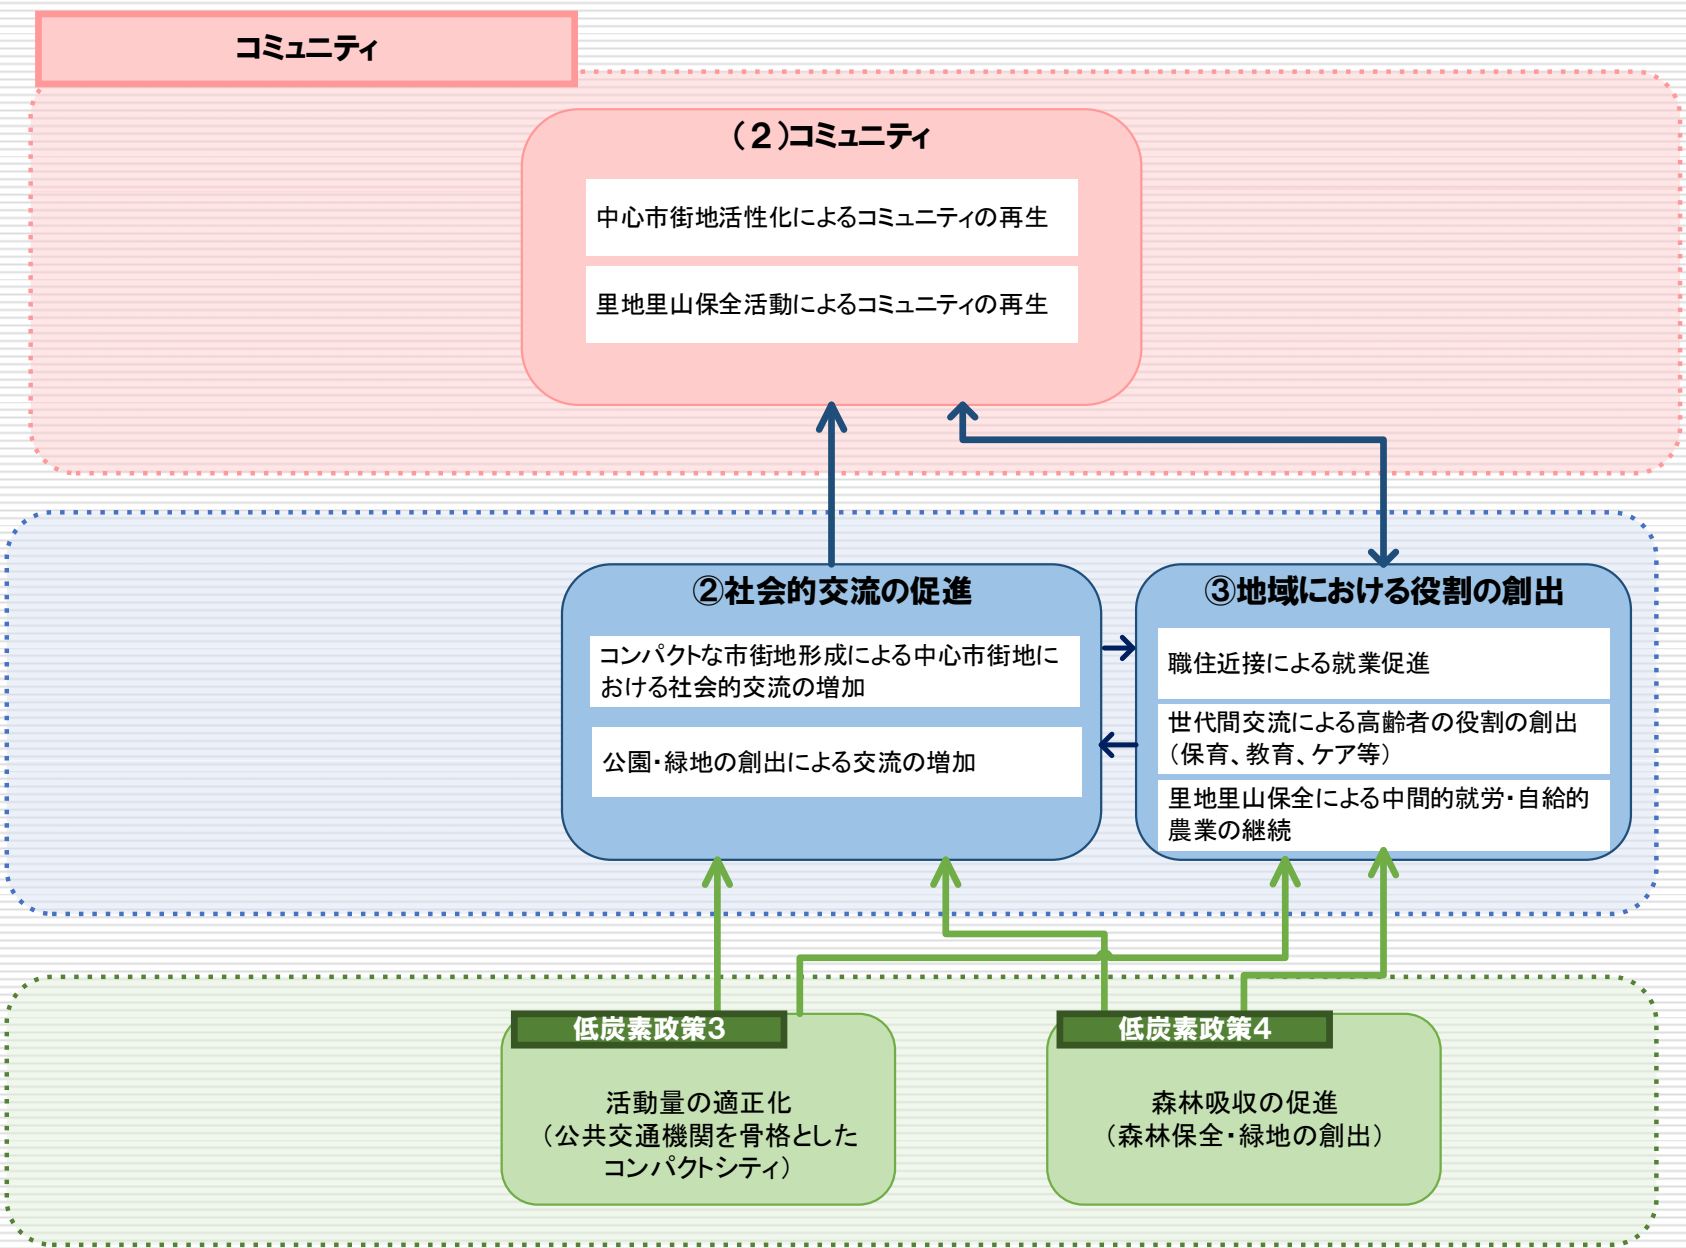 コミュニティ
（２）コミュニティ
中心市街地活性化によるコミュニティの再生
里地里山保全活動によるコミュニティの再生
②社会的交流の促進
コンパクトな市街地形成による中心市街地に
おける社会的交流の増加
公園・緑地の創出による交流の増加
③地域における役割の創出
職住近接による就業促進
世代間交流による高齢者の役割の創出
（保育、教育、ケア等）
里地里山保全による中間的就労・自給的
農業の継続
低炭素政策３
活動量の適正化
（公共交通機関を骨格とした
コンパクトシティ）
低炭素政策４
森林吸収の促進
（森林保全・緑地の創出）